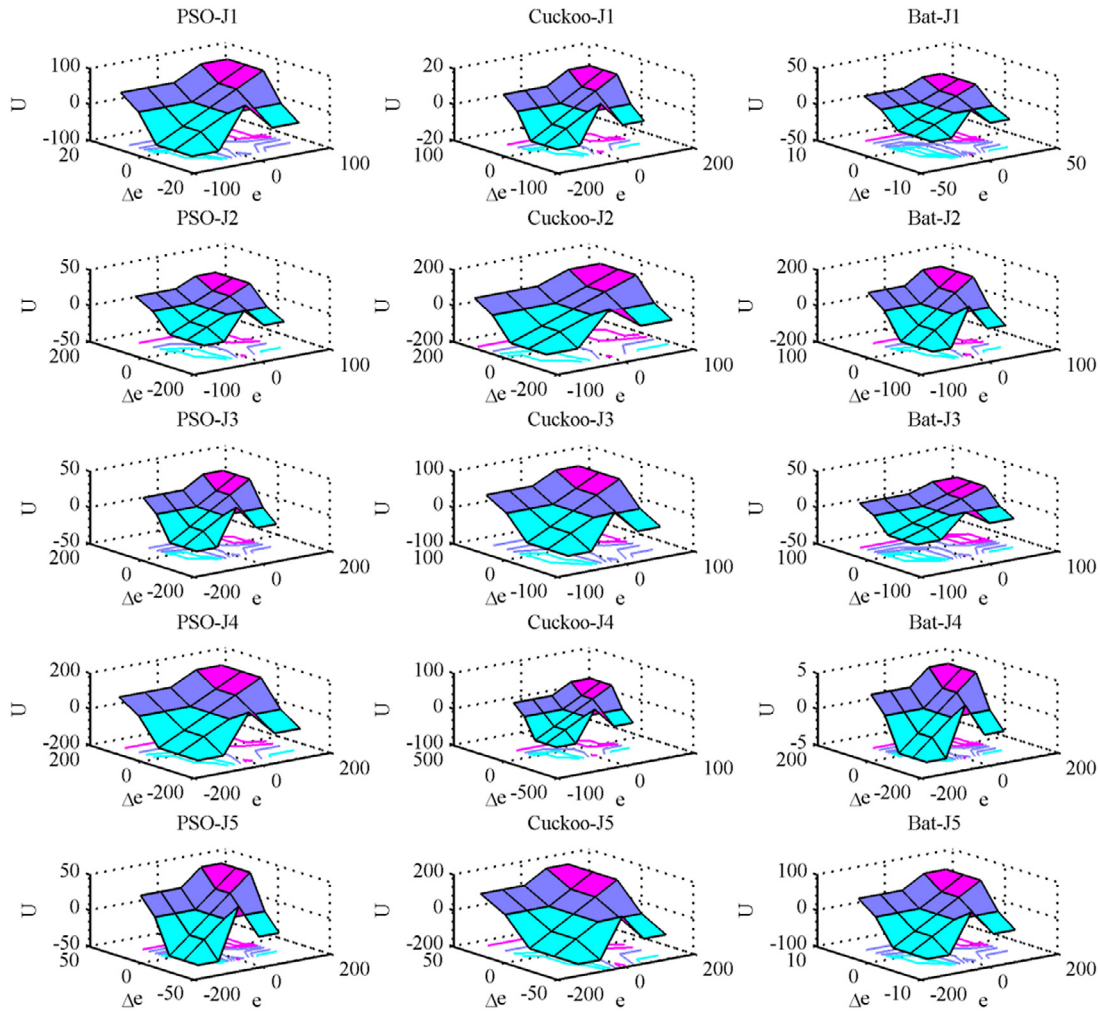 PSO-J1 Cuckoo-J1 Bat-J1
U 100 0 -100 20 0 -20 Δe -100 0 100 e
U 20 0 -20 100 0 -100 Δe -200 0 200 e
U 50 0 -50 10 0 -10 Δe -50 0 50 e
PSO-J2 Cuckoo-J2 Bat-J2
U 50 0 -50 200 0 -200 Δe -100 0 100 e
U 200 0 -200 200 0 -200 Δe -100 0 100 e
U 200 0 -200 100 0 -100 Δe -100 0 100 e
PSO-J3 Cuckoo-J3 Bat-J3
U 50 0 -50 200 0 -200 Δe -200 0 200 e
U 100 0 -100 100 0 -100 Δe -100 0 100 e
U 50 0 -50 100 0 -100 Δe -100 0 100 e
PSO-J4 Cuckoo-J4 Bat-J4
U 200 0 -200 200 0 -200 Δe -200 0 200 e
U 100 0 -100 500 0 -500 Δe -100 0 100 e
U 5 0 -5 200 0 -200 Δe -200 0 200 e
PSO-J5 Cuckoo-J5 Bat-J5
U 50 0 -50 50 0 -50 Δe -200 0 200 e
U 200 0 -200 50 0 -50 Δe -200 0 200 e
U 100 0 -100 10 0 -10 Δe -200 0 200 e